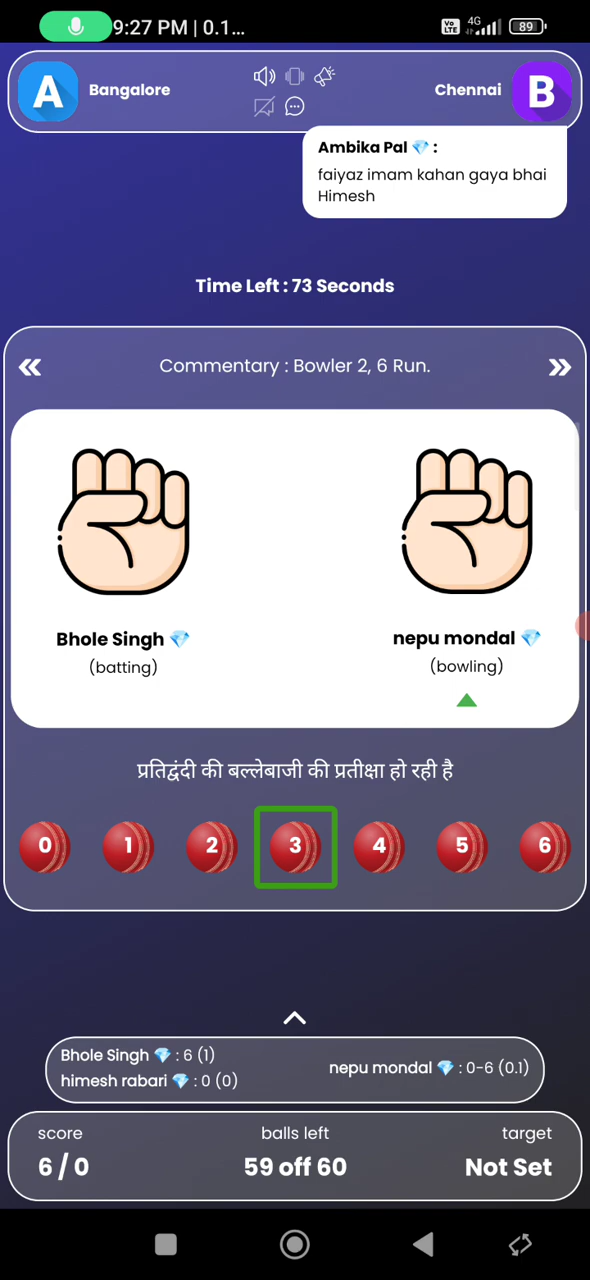 9:27 PM | 0.1...
Vo LTE
4G
89
A
Bangalore
Chennai
B
Ambika Pal 💎 :
faiyaz imam kahan gaya bhai
Himesh
Time Left : 73 Seconds
Commentary : Bowler 2, 6 Run.
Bhole Singh 💎
(batting)
nepu mondal 💎
(bowling)
प्रतिद्वंदी की बल्लेबाजी की प्रतीक्षा हो रही है
0 1 2 3 4 5 6
Bhole Singh 💎 : 6 (1)
himesh rabari 💎 : 0 (0)
nepu mondal 💎 : 0-6 (0.1)
score
6 / 0
balls left
59 off 60
target
Not Set